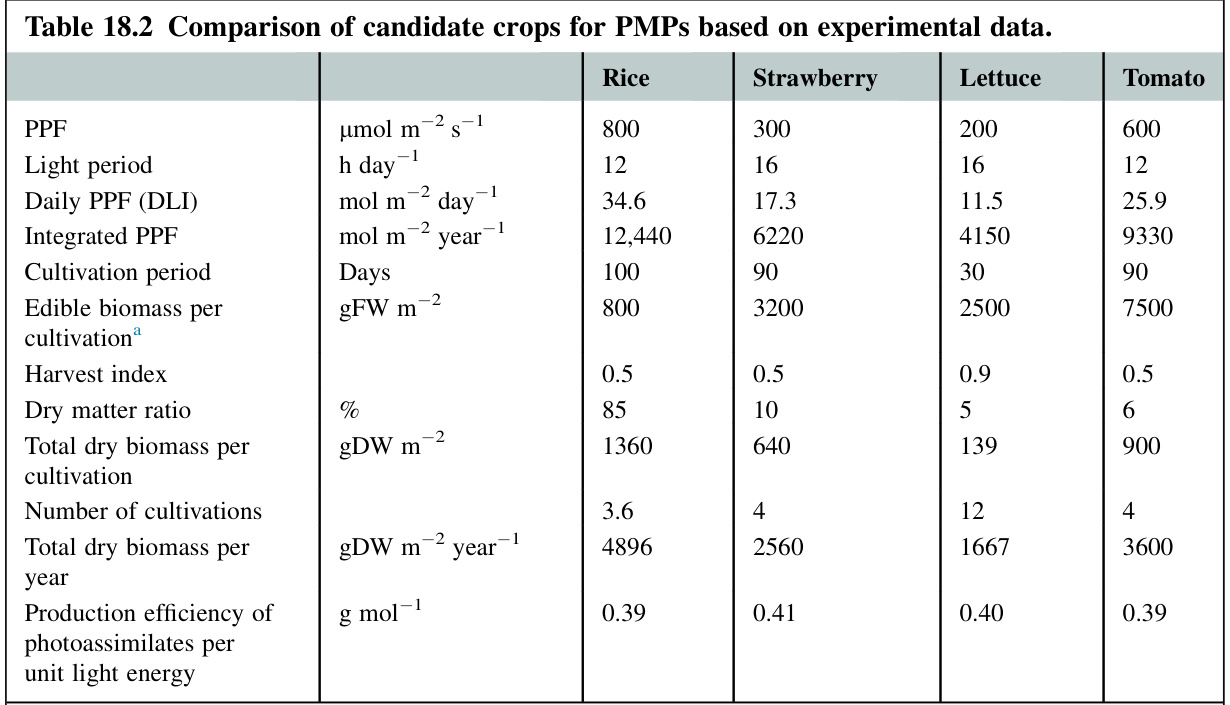 Table 18.2 Comparison of candidate crops for PMPs based on experimental data.
Rice Strawberry Lettuce Tomato
PPF μmol m−2 s−1 800 300 200 600
Light period h day−1 12 16 16 12
Daily PPF (DLI) mol m−2 day−1 34.6 17.3 11.5 25.9
Integrated PPF mol m−2 year−1 12,440 6220 4150 9330
Cultivation period Days 100 90 30 90
Edible biomass per gFW m−2 800 3200 2500 7500
cultivationa
Harvest index 0.5 0.5 0.9 0.5
Dry matter ratio % 85 10 5 6
Total dry biomass per gDW m−2 1360 640 139 900
cultivation
Number of cultivations 3.6 4 12 4
Total dry biomass per gDW m−2 year−1 4896 2560 1667 3600
year
Production efficiency of g mol−1 0.39 0.41 0.40 0.39
photoassimilates per
unit light energy